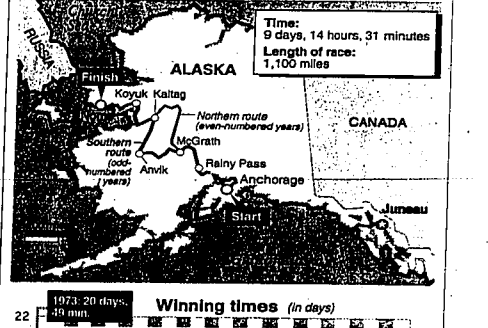 RUSSIA
Time:
9 days, 14 hours, 31 minutes
Length of race:
1,100 miles
ALASKA
Finish
Koyuk Kaltag
Northern route
(even-numbered years)
CANADA
Southern
route
(odd-
numbered
years)
McGrath
Anvik
Rainy Pass
Anchorage
Start
Juneau
1973: 20 days,
49 min.
Winning times (in days)
22